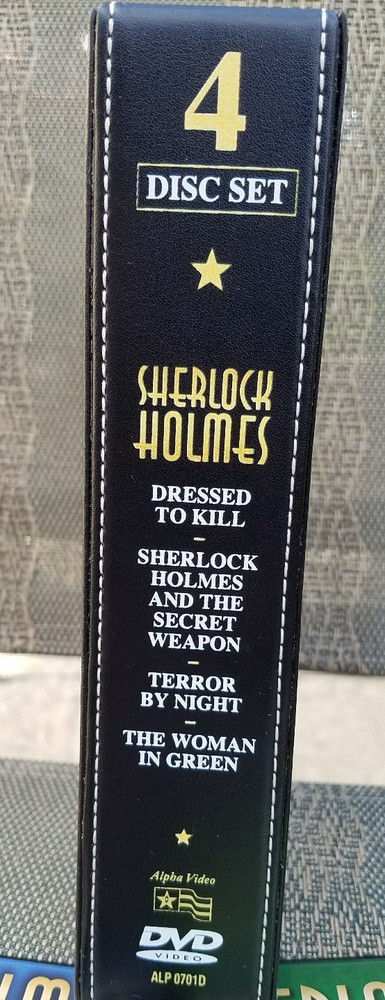 4
DISC SET
SHERLOCK
HOLMES
DRESSED
TO KILL
SHERLOCK
HOLMES
AND THE
SECRET
WEAPON
TERROR
BY NIGHT
THE WOMAN
IN GREEN
Alpha Video
DVD
VIDEO
ALP 0701D